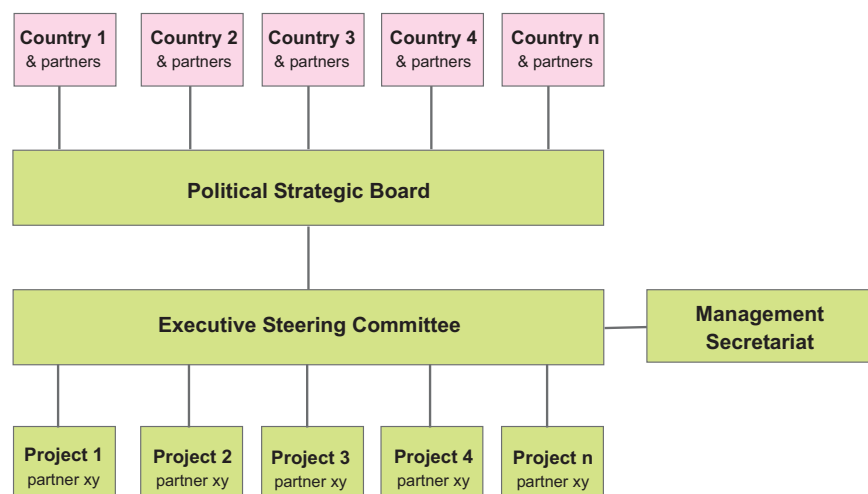 Country 1
& partners
Country 2
& partners
Country 3
& partners
Country 4
& partners
Country n
& partners
Political Strategic Board
Executive Steering Committee
Management
Secretariat
Project 1
partner xy
Project 2
partner xy
Project 3
partner xy
Project 4
partner xy
Project n
partner xy